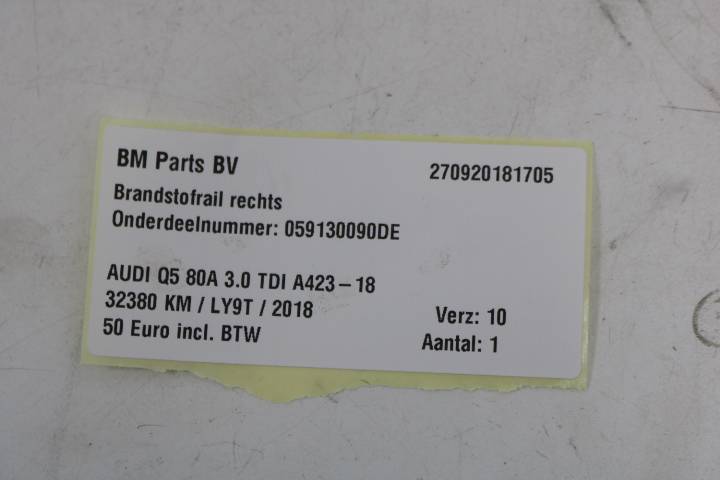 BM Parts BV 270920181705
Brandstofrail rechts
Onderdeelnummer: 059130090DE
AUDI Q5 80A 3.0 TDI A423-18
32380 KM / LY9T / 2018 Verz: 10
50 Euro incl. BTW Aantal: 1